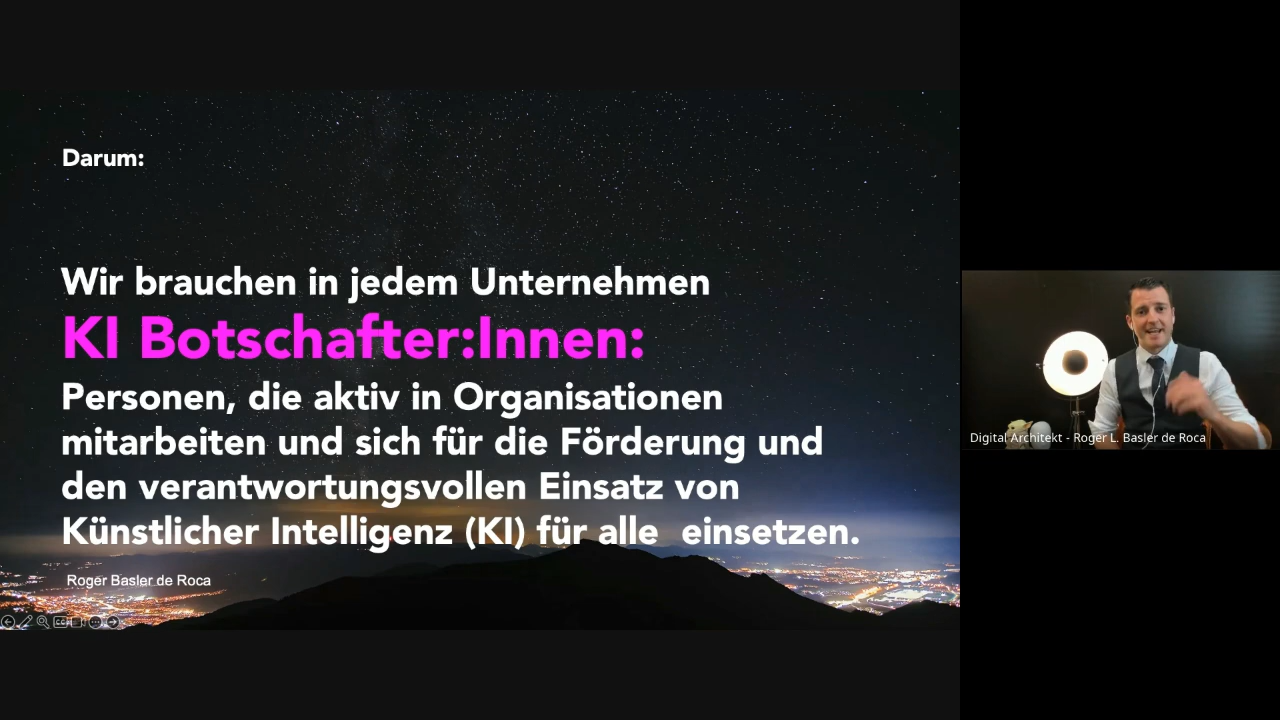 Darum:
Wir brauchen in jedem Unternehmen
KI Botschafter:Innen:
Personen, die aktiv in Organisationen
mitarbeiten und sich für die Förderung und
den verantwortungsvollen Einsatz von
Künstlicher Intelligenz (KI) für alle  einsetzen.
Roger Basler de Roca
Digital Architekt - Roger L. Basler de Roca